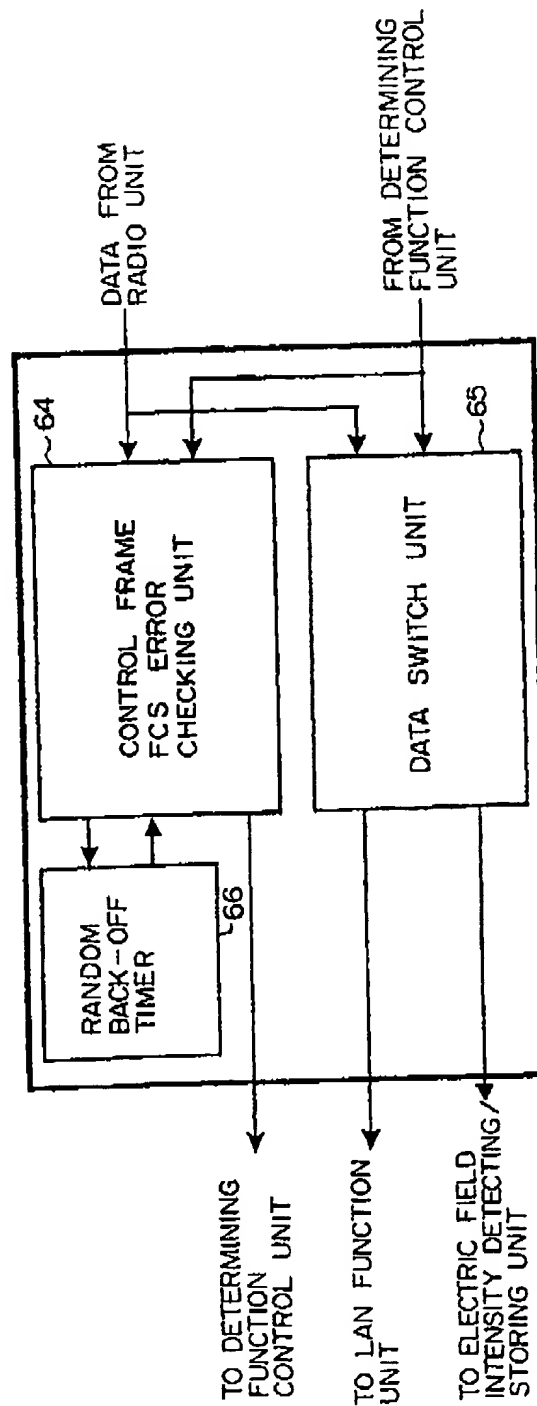 DATA FROM
RADIO UNIT
FROM DETERMINING
FUNCTION CONTROL
UNIT
64
CONTROL FRAME
FCS ERROR
CHECKING UNIT
65
DATA SWITCH UNIT
RANDOM
BACK-OFF
TIMER
66
TO DETERMINING
FUNCTION
CONTROL UNIT
TO LAN FUNCTION
UNIT
TO ELECTRIC FIELD
INTENSITY DETECTING/
STORING UNIT